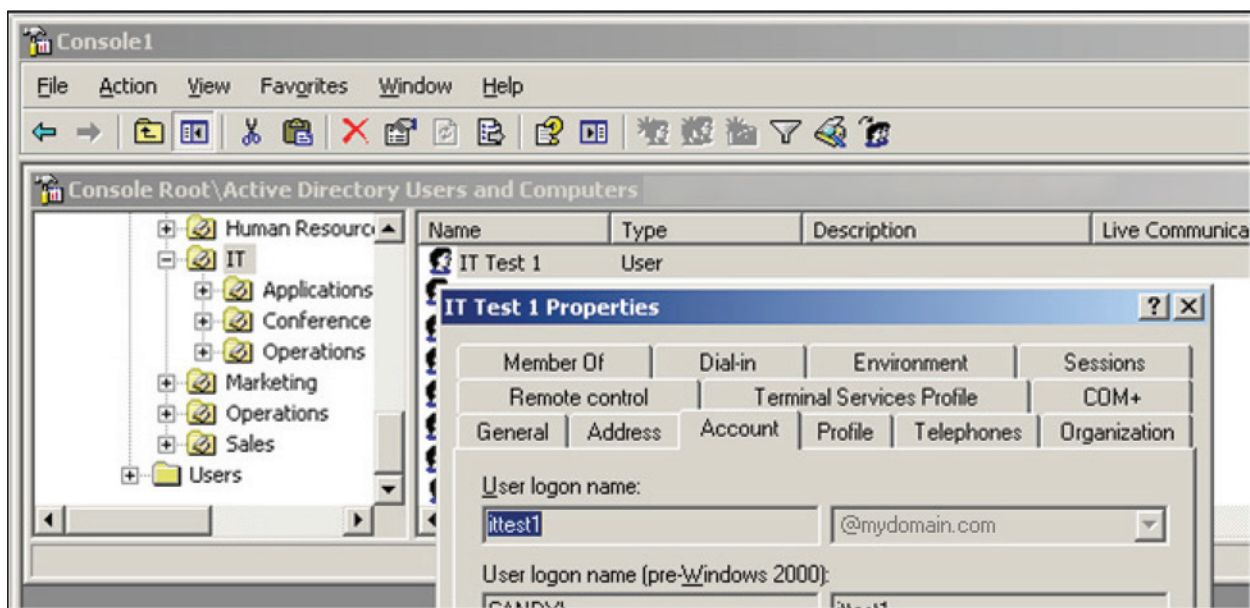 Console1
File Action View Favorites Window Help
Console Root\Active Directory Users and Computers
Human Resourc
IT
Applications
Conference
Operations
Marketing
Operations
Sales
Users
Name Type Description Live Communica
IT Test 1 User
IT Test 1 Properties
Member Of Dial-in Environment Sessions
Remote control Terminal Services Profile COM+
General Address Account Profile Telephones Organization
User logon name:
ittest1 @mydomain.com
User logon name (pre-Windows 2000):